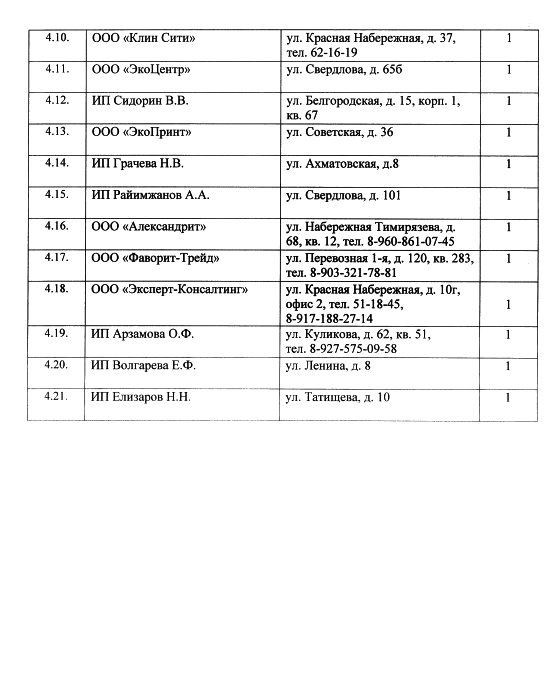 4.10. ООО «Клин Сити» ул. Красная Набережная, д. 37, 1
тел. 62-16-19
4.11. ООО «ЭкоЦентр» ул. Свердлова, д. 65б 1
4.12. ИП Сидорин В.В. ул. Белгородская, д. 15, корп. 1, 1
кв. 67
4.13. ООО «ЭкоПринт» ул. Советская, д. 36 1
4.14. ИП Грачева Н.В. ул. Ахматовская, д.8 1
4.15. ИП Райимжанов А.А. ул. Свердлова, д. 101 1
4.16. ООО «Александрит» ул. Набережная Тимирязева, д. 1
68, кв. 12, тел. 8-960-861-07-45
4.17. ООО «Фаворит-Трейд» ул. Перевозная 1-я, д. 120, кв. 283, 1
тел. 8-903-321-78-81
4.18. ООО «Эксперт-Консалтинг» ул. Красная Набережная, д. 10г,
офис 2, тел. 51-18-45, 1
8-917-188-27-14
4.19. ИП Арзамова О.Ф. ул. Куликова, д. 62, кв. 51, 1
тел. 8-927-575-09-58
4.20. ИП Волгарева Е.Ф. ул. Ленина, д. 8 1
4.21. ИП Елизаров Н.Н. ул. Татищева, д. 10 1